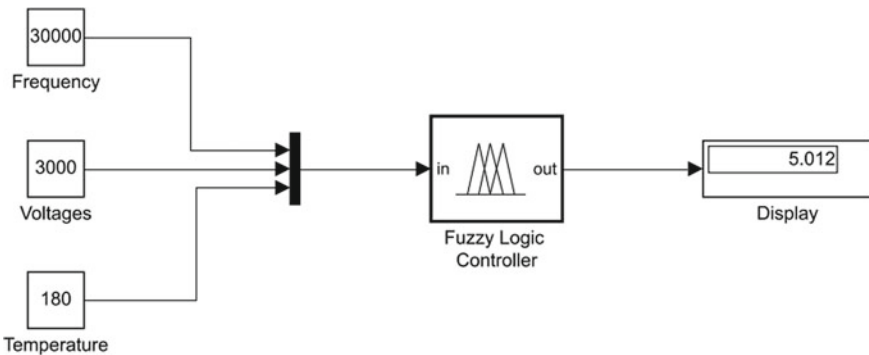 30000
Frequency
3000
Voltages
180
Temperature
in
out
Fuzzy Logic
Controller
5.012
Display